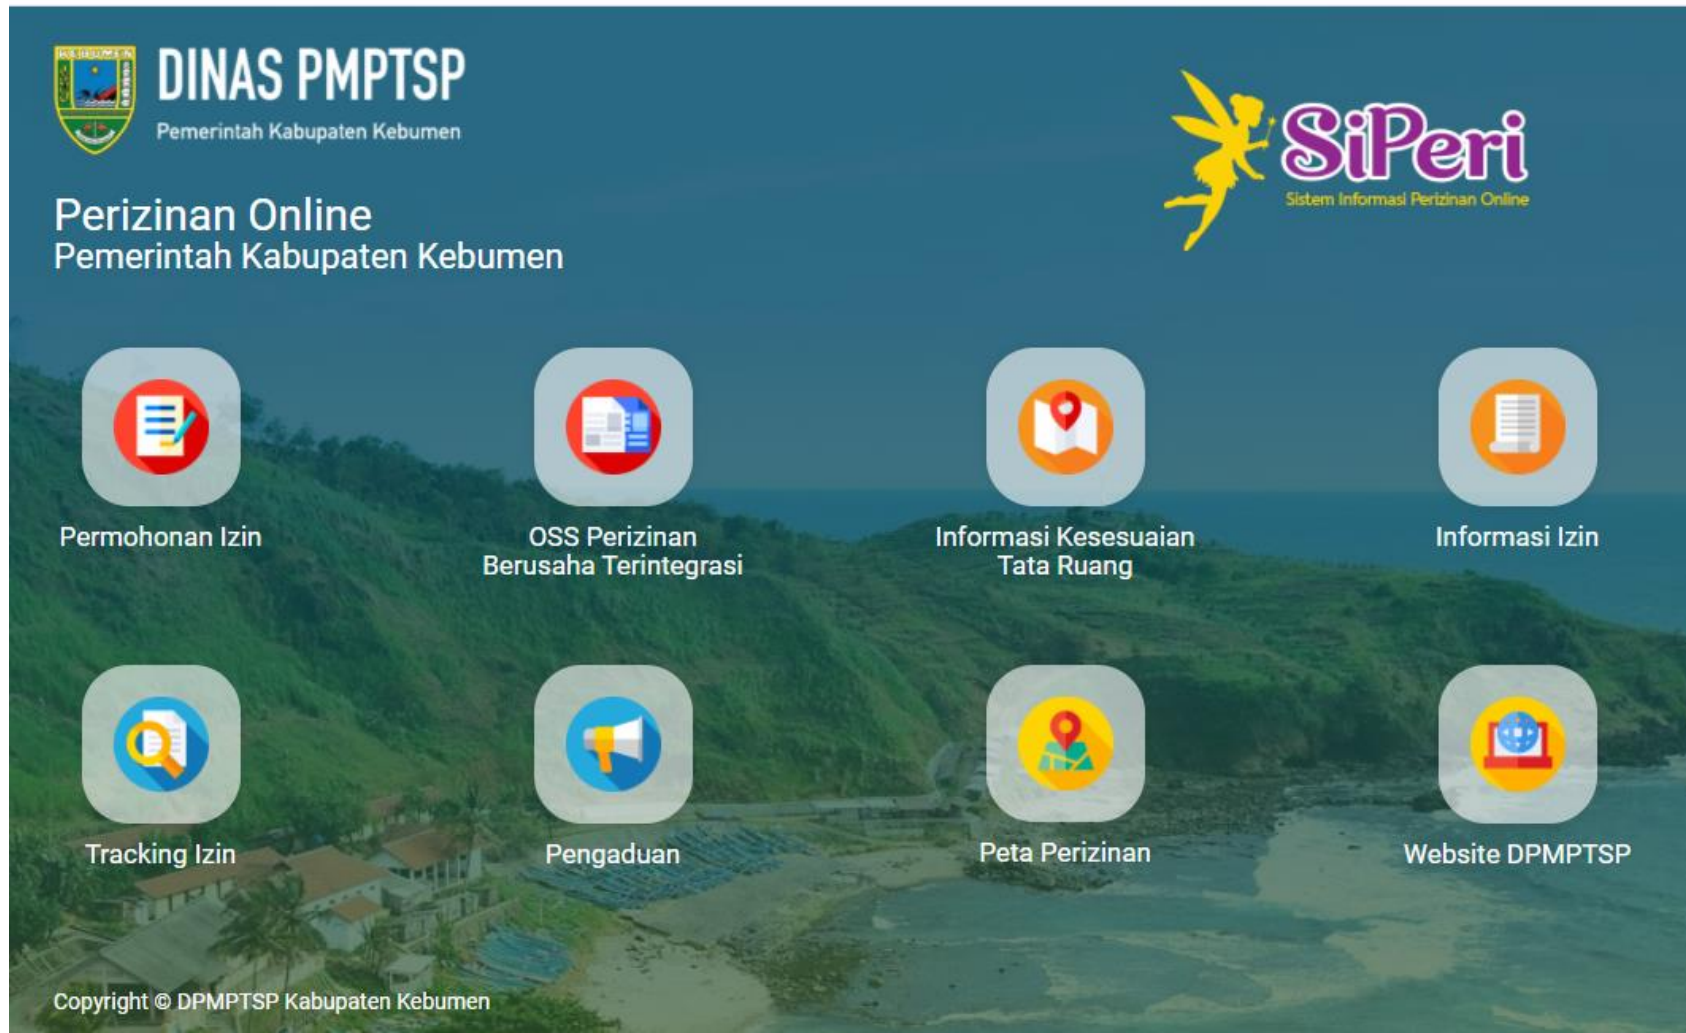 KEBUMEN
DINAS PMPTSP
Pemerintah Kabupaten Kebumen
SiPeri
Sistem Informasi Perizinan Online
Perizinan Online
Pemerintah Kabupaten Kebumen
Permohonan Izin
OSS Perizinan
Berusaha Terintegrasi
Informasi Kesesuaian
Tata Ruang
Informasi Izin
Tracking Izin
Pengaduan
Peta Perizinan
Website DPMPTSP
Copyright © DPMPTSP Kabupaten Kebumen